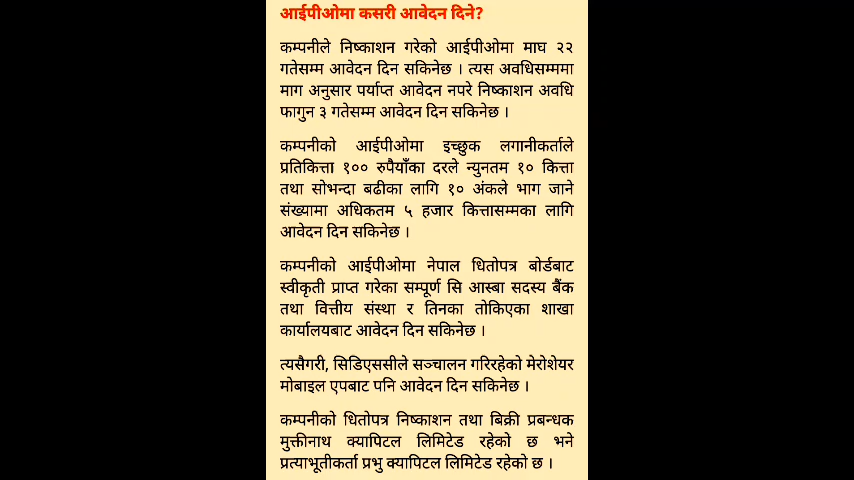 आईपीओमा कसरी आवेदन दिने?
कम्पनीले निष्काशन गरेको आईपीओमा माघ २२
गतेसम्म आवेदन दिन सकिनेछ । त्यस अवधिसम्ममा
माग अनुसार पर्याप्त आवेदन नपरे निष्काशन अवधि
फागुन ३ गतेसम्म आवेदन दिन सकिनेछ ।
कम्पनीको आईपीओमा इच्छुक लगानीकर्ताले
प्रतिकित्ता १०० रुपैयाँका दरले न्युनतम १० कित्ता
तथा सोभन्दा बढीका लागि १० अंकले भाग जाने
संख्यामा अधिकतम ५ हजार कित्तासम्मका लागि
आवेदन दिन सकिनेछ ।
कम्पनीको आईपीओमा नेपाल धितोपत्र बोर्डबाट
स्वीकृती प्राप्त गरेका सम्पूर्ण सि आस्बा सदस्य बैंक
तथा वित्तीय संस्था र तिनका तोकिएका शाखा
कार्यालयबाट आवेदन दिन सकिनेछ ।
त्यसैगरी, सिडिएससीले सञ्चालन गरिरहेको मेरोशेयर
मोबाइल एपबाट पनि आवेदन दिन सकिनेछ ।
कम्पनीको धितोपत्र निष्काशन तथा बिक्री प्रबन्धक
मुक्तीनाथ क्यापिटल लिमिटेड रहेको छ भने
प्रत्याभूतीकर्ता प्रभु क्यापिटल लिमिटेड रहेको छ ।